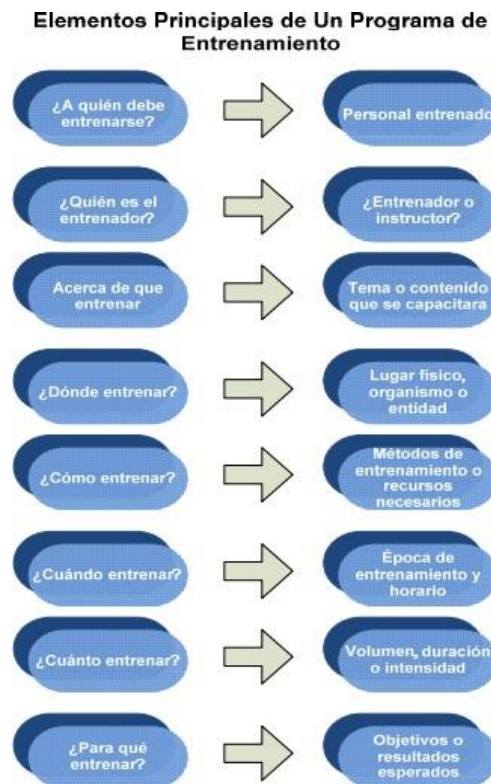 Elementos Principales de Un Programa de
Entrenamiento
¿A quién debe
entrenarse?
Personal entrenado
¿Quién es el
entrenador?
¿Entrenador o
instructor?
Acerca de que
entrenar
Tema o contenido
que se capacitara
¿Dónde entrenar?
Lugar físico,
organismo o
entidad
¿Cómo entrenar?
Métodos de
entrenamiento o
recursos
necesarios
¿Cuándo entrenar?
Época de
entrenamiento y
horario
¿Cuánto entrenar?
Volumen, duración
o intensidad
¿Para qué
entrenar?
Objetivos o
resultados
esperados